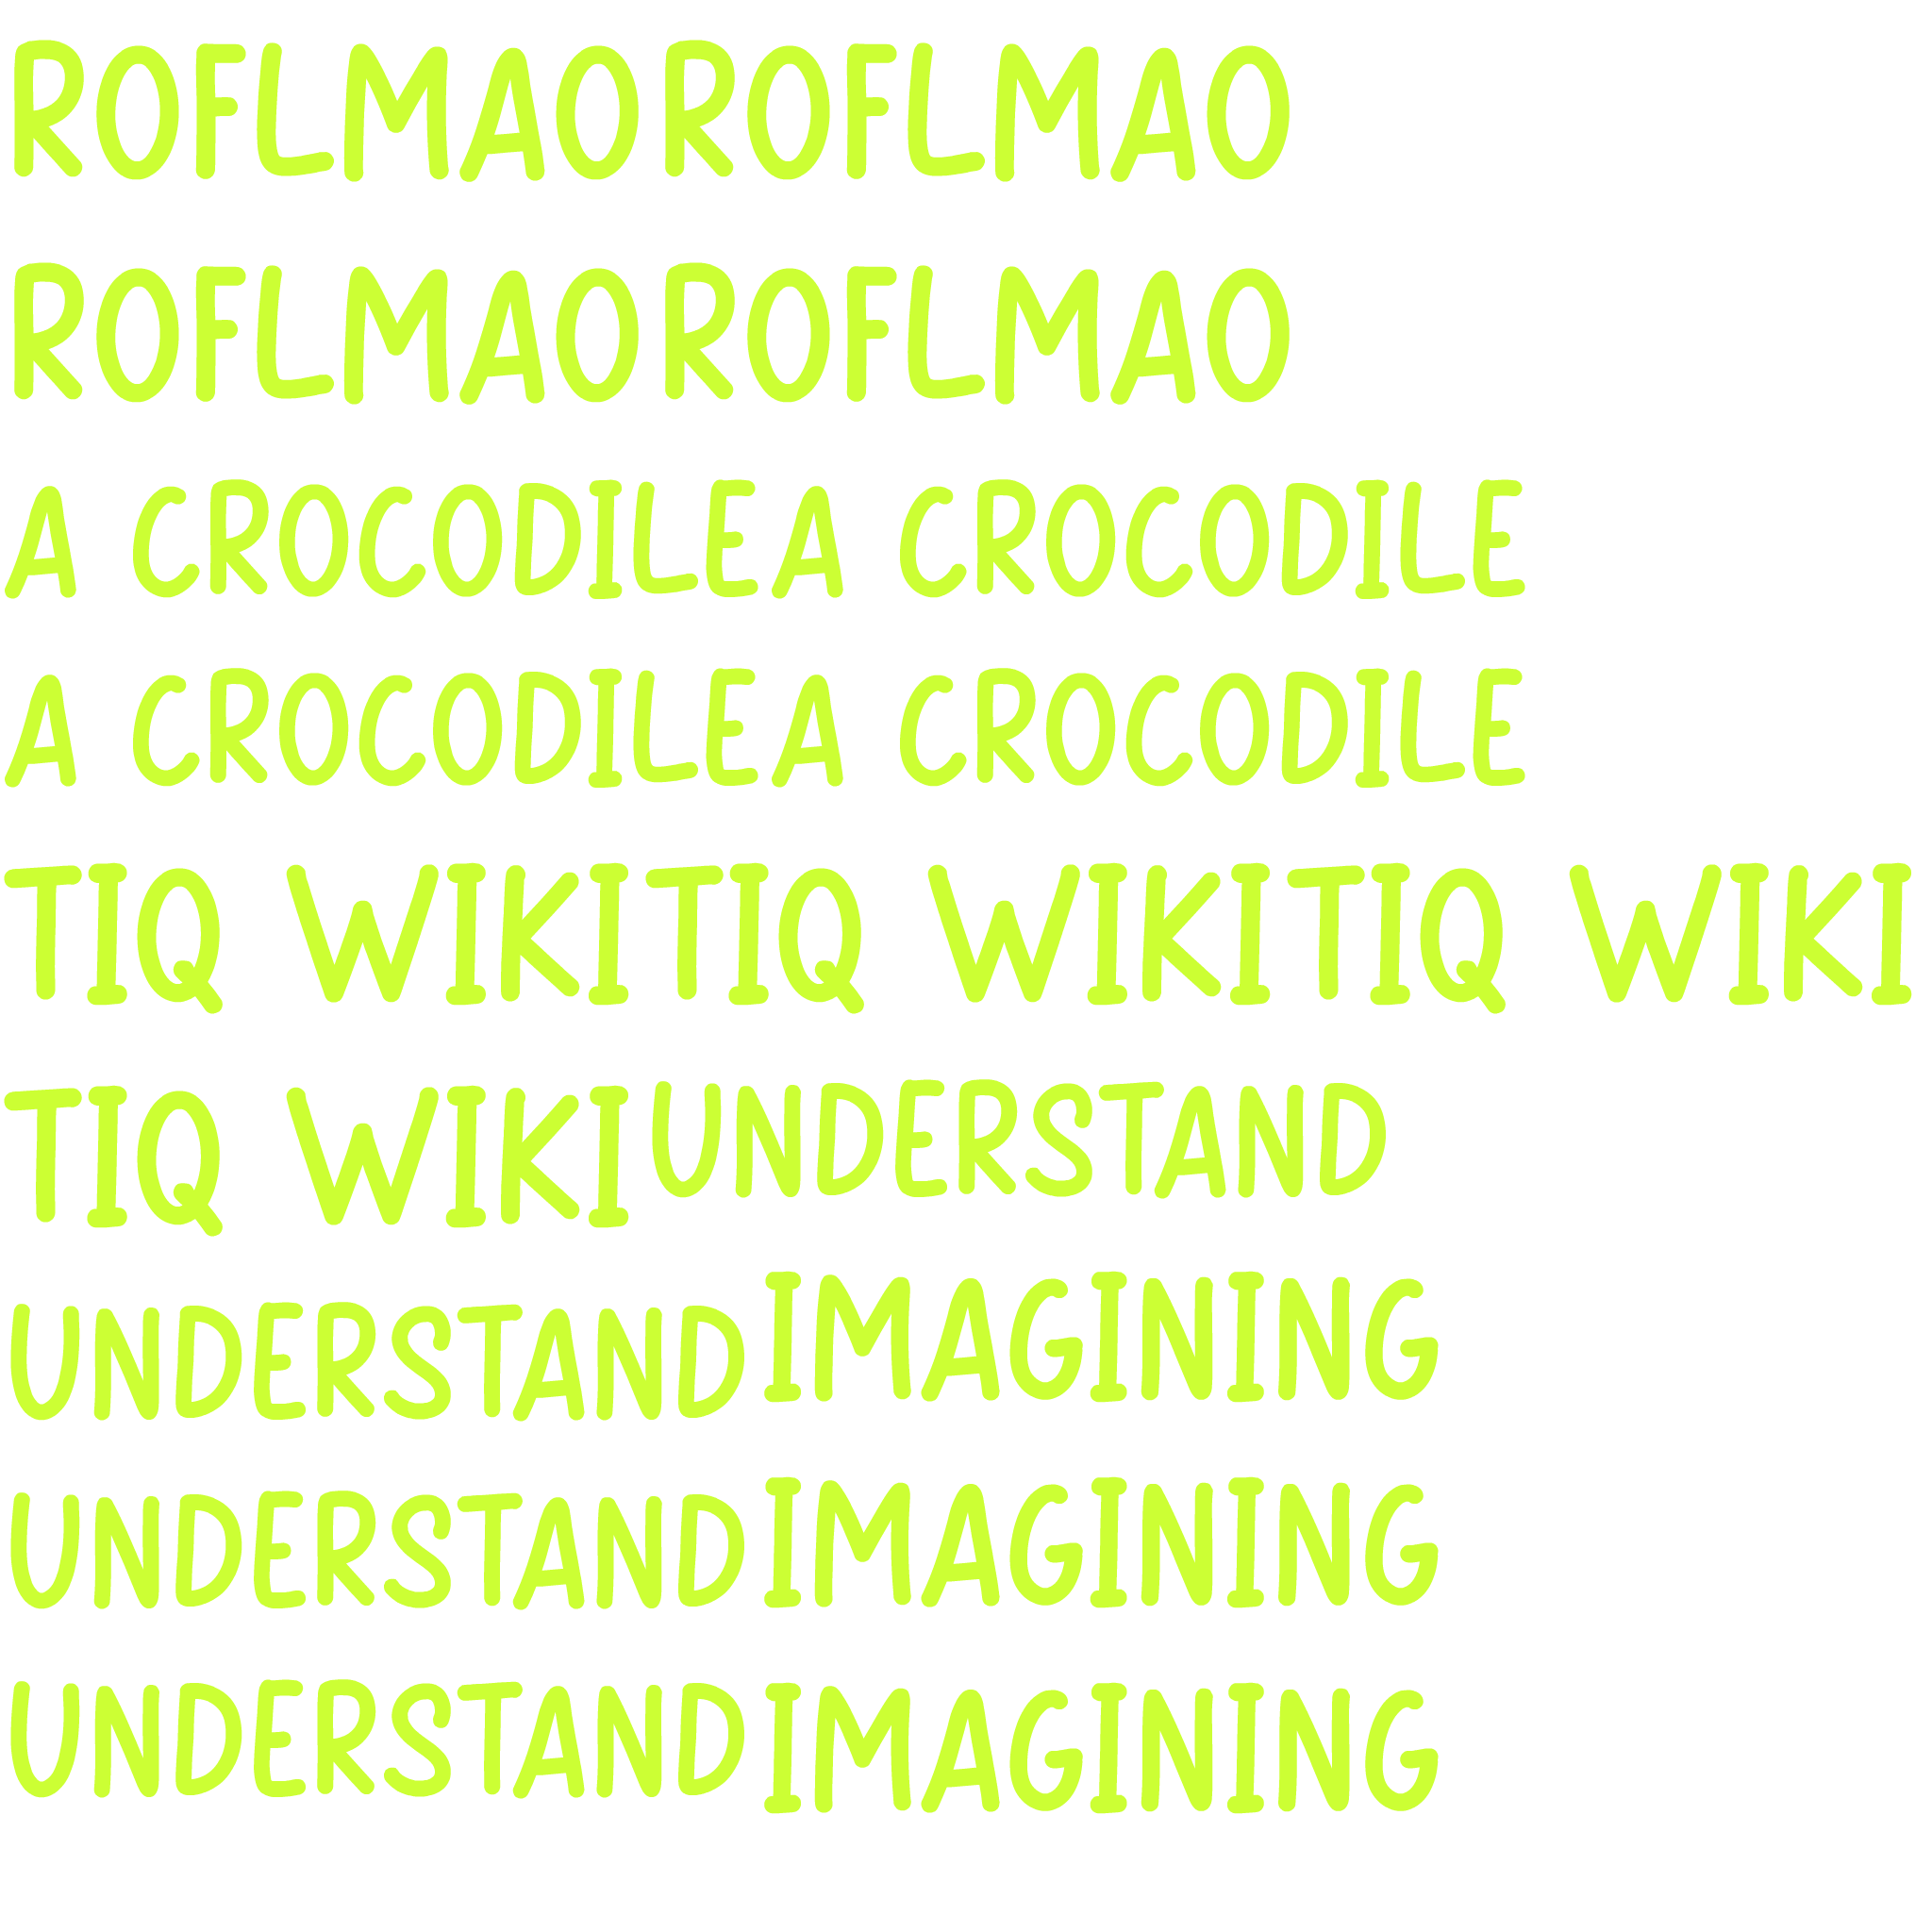 ROFLMAOROFLMAO
ROFLMAOROFLMAO
A CROCODILEA CROCODILE
A CROCODILEA CROCODILE
TIQ WIKITIQ WIKITIQ WIKI
TIQ WIKIUNDERSTAND
UNDERSTANDIMAGINING
UNDERSTANDIMAGINING
UNDERSTANDIMAGINING